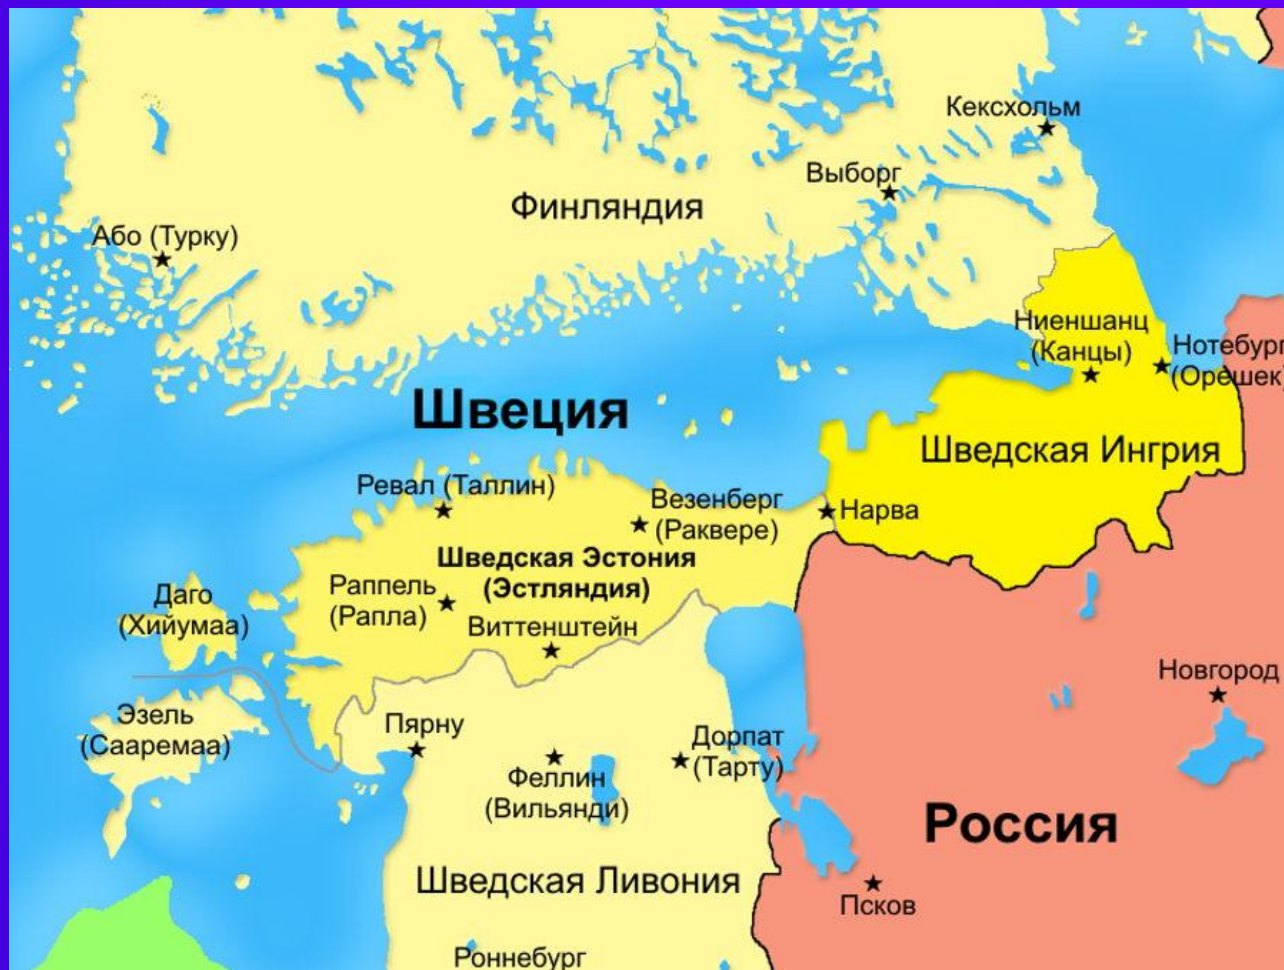 Кексхольм
Выборг
Финляндия
Або (Турку)
Ниеншанц
(Канцы)
Нотебург
(Орешек)
Швеция
Шведская Ингрия
Ревал (Таллин)
Везенберг
(Раквере)
Нарва
Шведская Эстония
(Эстляндия)
Раппель
(Рапла)
Даго
(Хийумаа)
Виттенштейн
Новгород
Эзель
(Сааремаа)
Пярну
Дорпат
(Тарту)
Феллин
(Вильянди)
Россия
Шведская Ливония
Псков
Роннебург